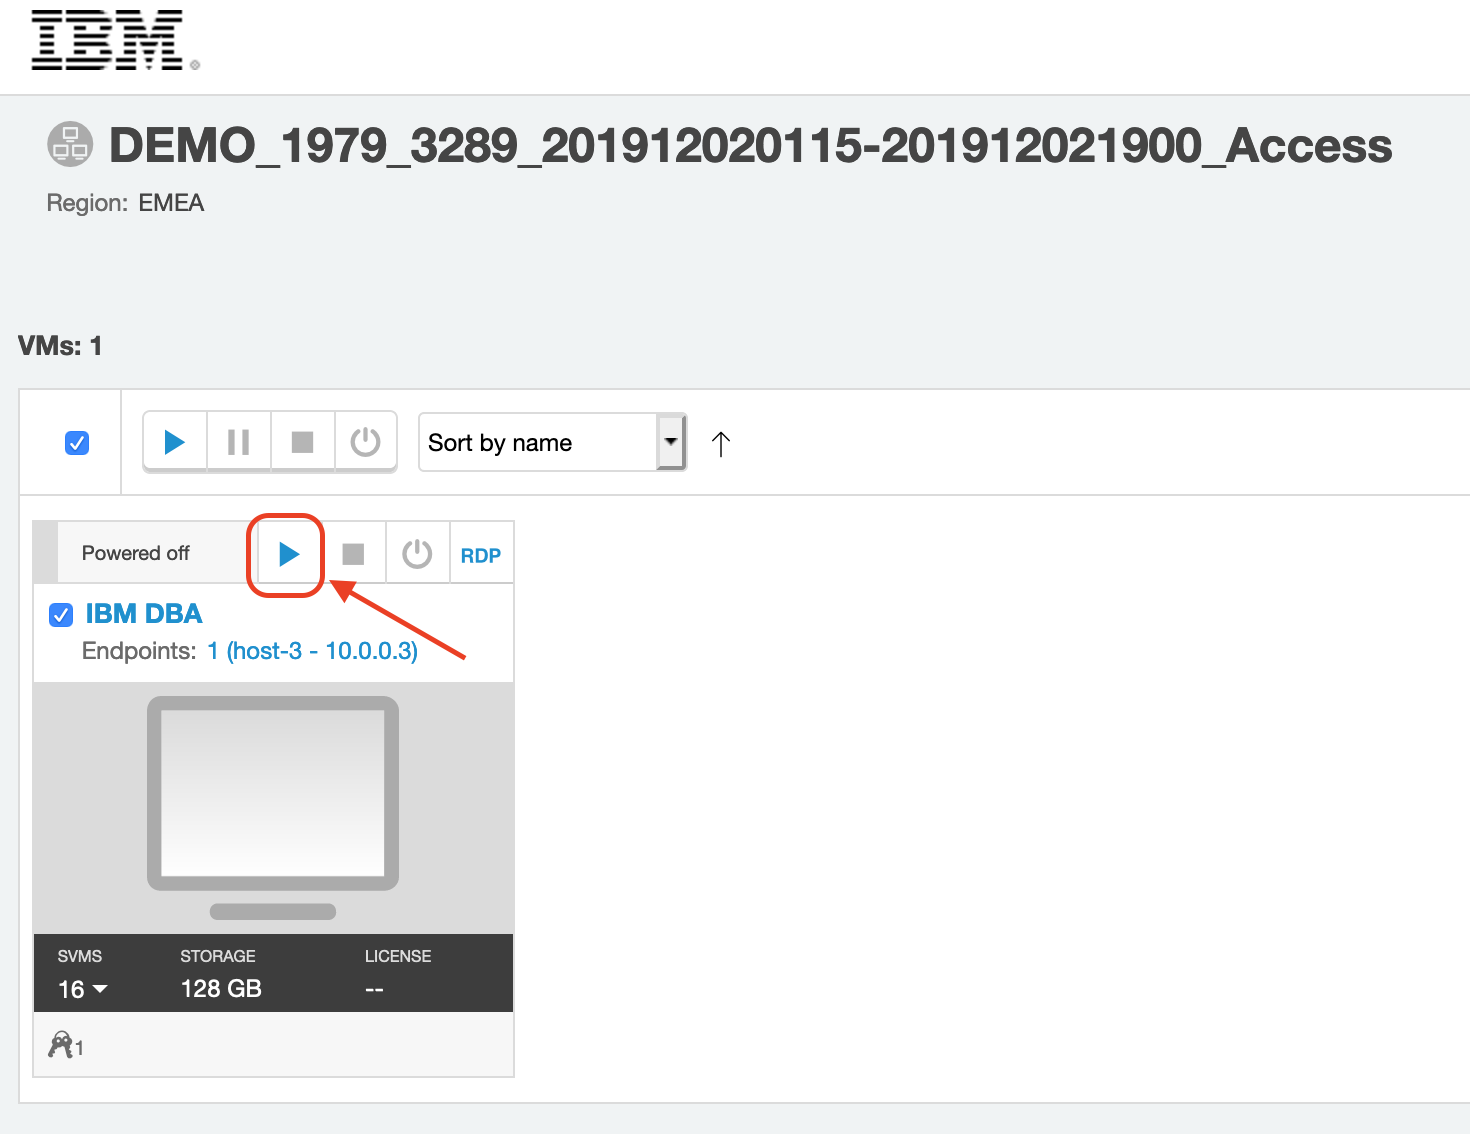 IBM®
DEMO_1979_3289_201912020115-201912021900_Access
Region: EMEA
VMs: 1
Sort by name
Powered off
RDP
IBM DBA
Endpoints: 1 (host-3 - 10.0.0.3)
SVMS STORAGE LICENSE
16 128 GB --
1